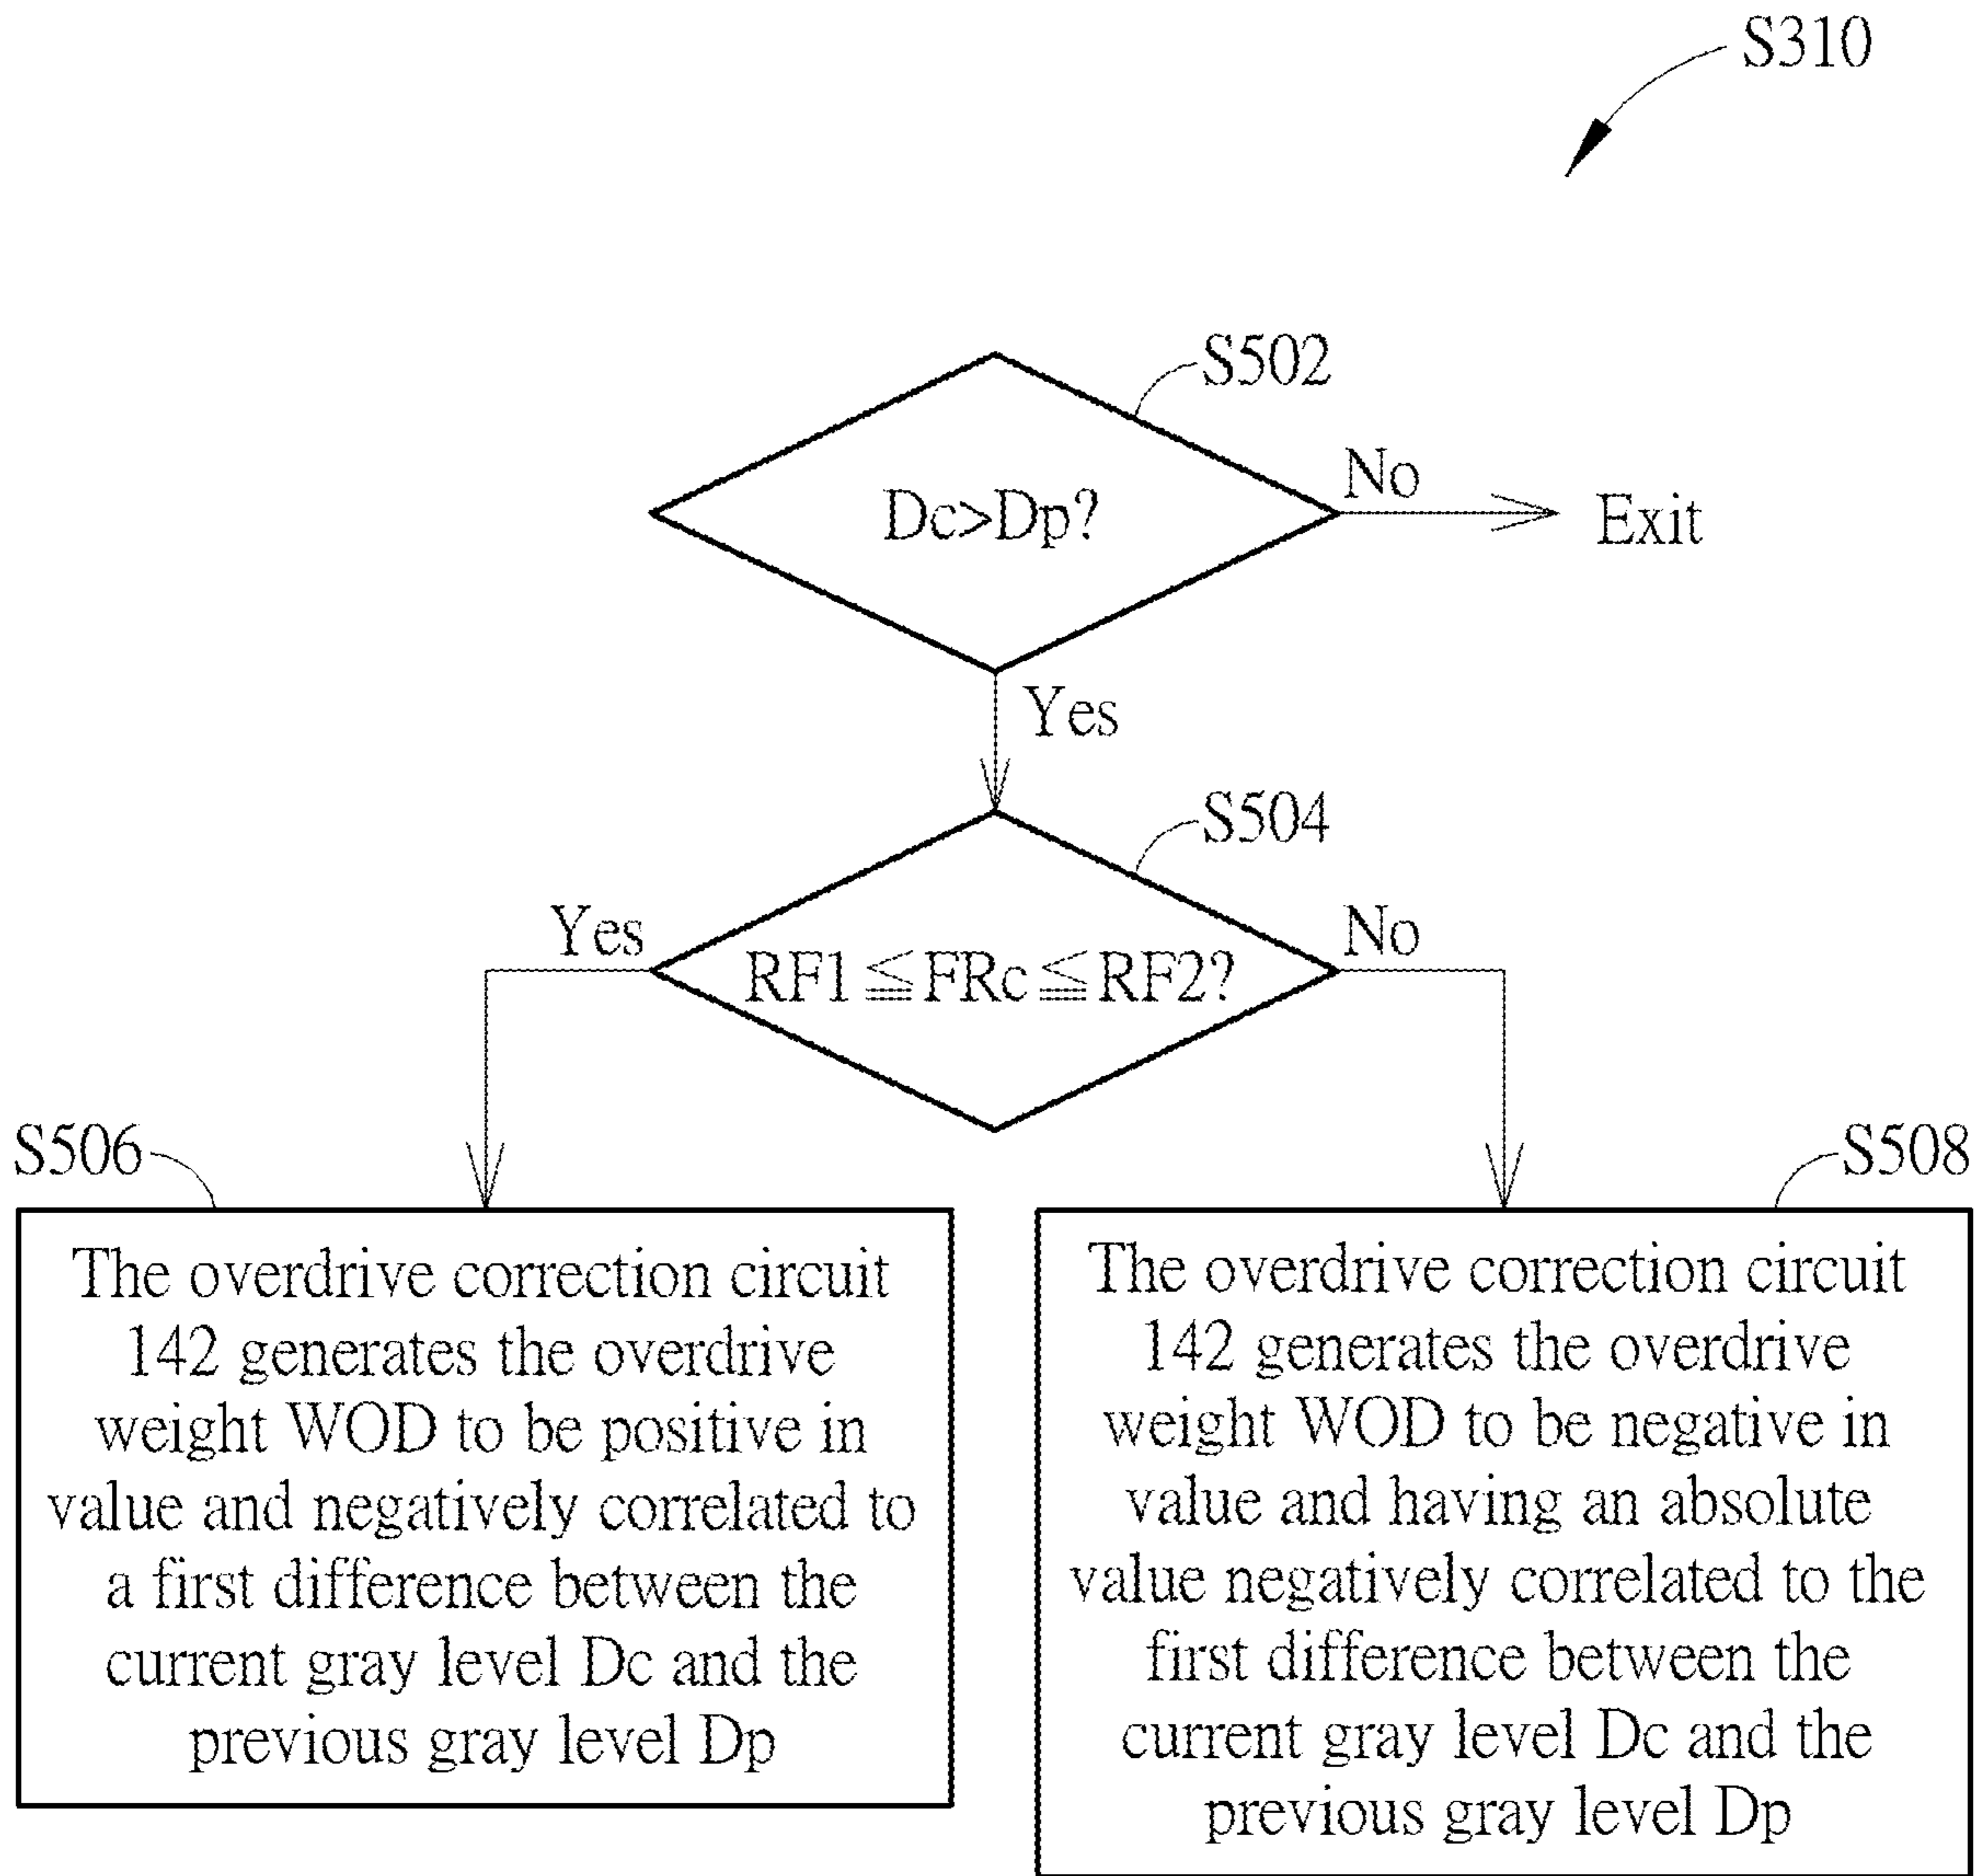 S310
S502
Dc>Dp?
No
Exit
Yes
S504
Yes
RF1≦FRc≦RF2?
No
S506
The overdrive correction circuit
142 generates the overdrive
weight WOD to be positive in
value and negatively correlated to
a first difference between the
current gray level Dc and the
previous gray level Dp
S508
The overdrive correction circuit
142 generates the overdrive
weight WOD to be negative in
value and having an absolute
value negatively correlated to the
first difference between the
current gray level Dc and the
previous gray level Dp